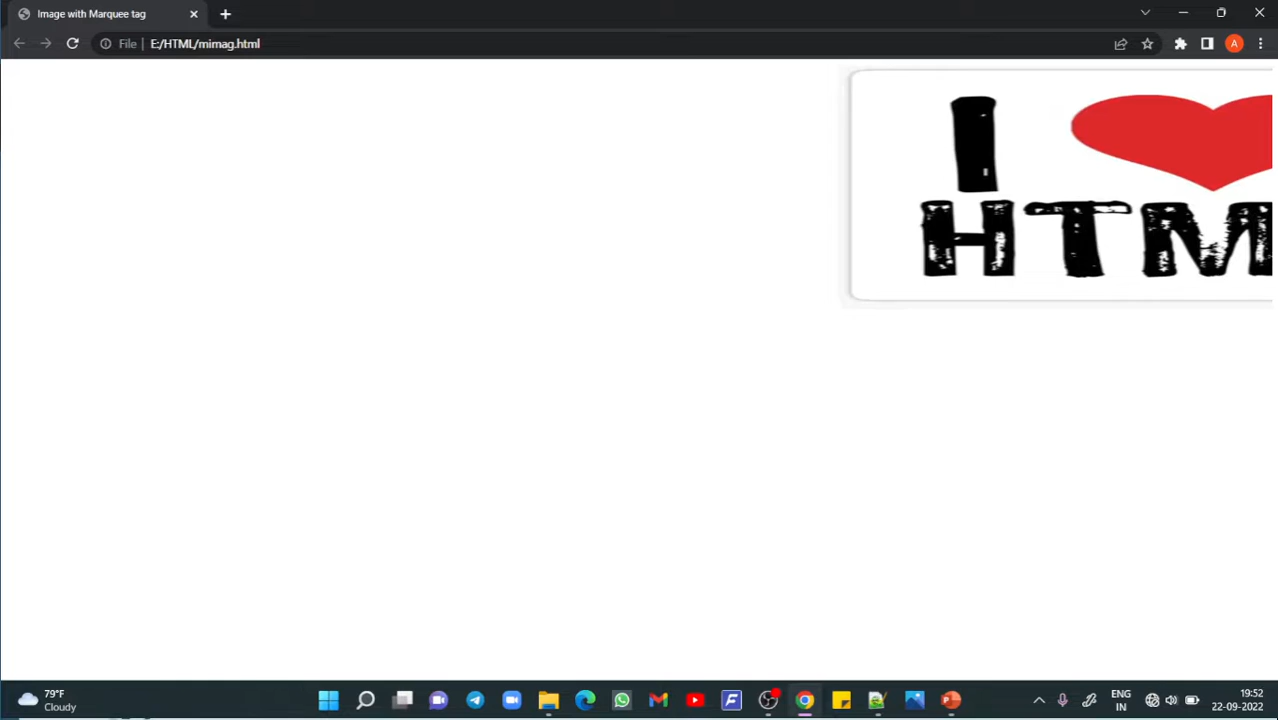 Image with Marquee tag
File
E:/HTML/mimag.html
A
I
HTM
79°F
Cloudy
ENG
IN
19:52
22-09-2022